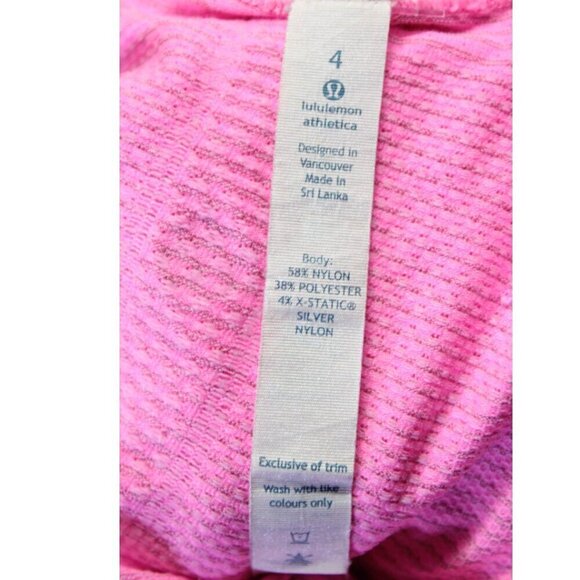 4
lululemon
athletica
Designed in
Vancouver
Made in
Sri Lanka
Body:
58% NYLON
38% POLYESTER
4% X-STATIC®
SILVER
NYLON
Exclusive of trim
Wash with like
colours only